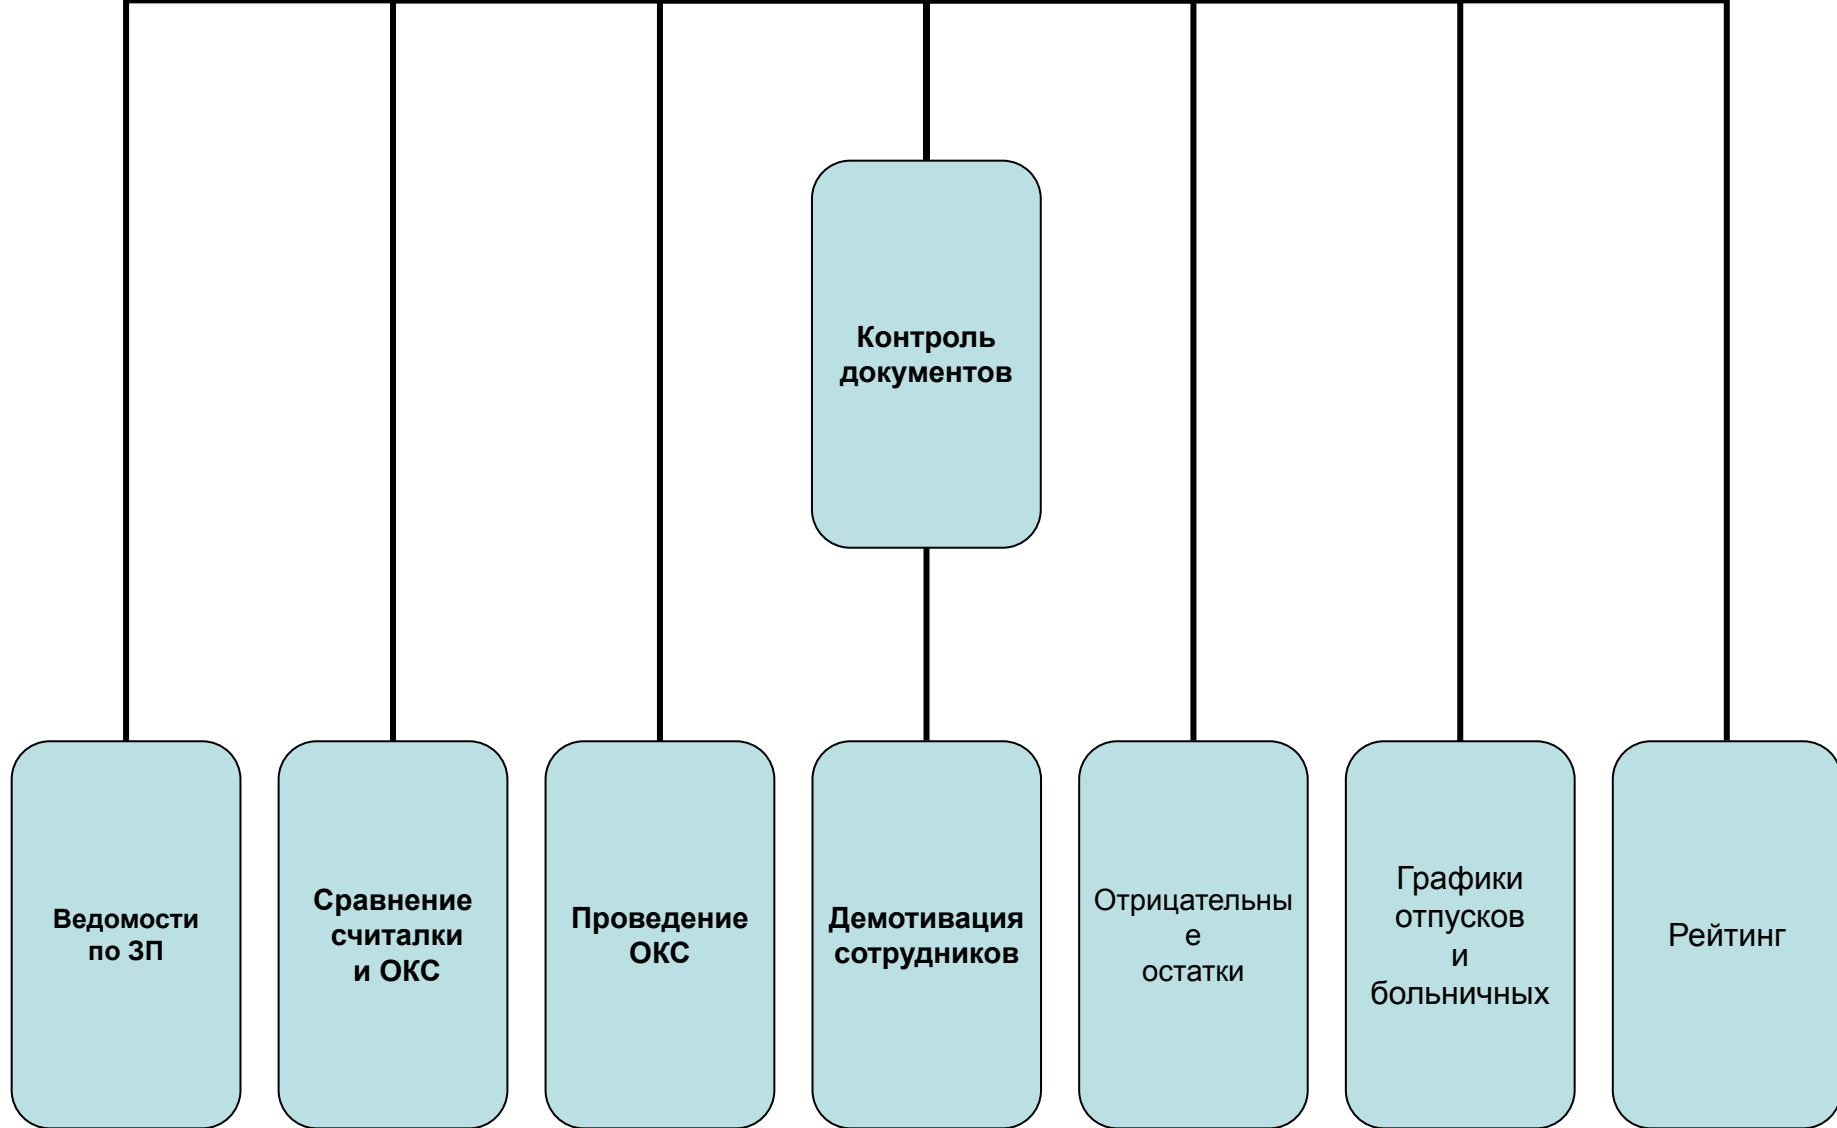 Контроль
документов
Ведомости
по ЗП
Сравнение
считалки
и ОКС
Проведение
ОКС
Демотивация
сотрудников
Отрицательны
е
остатки
Графики
отпусков
и
больничных
Рейтинг